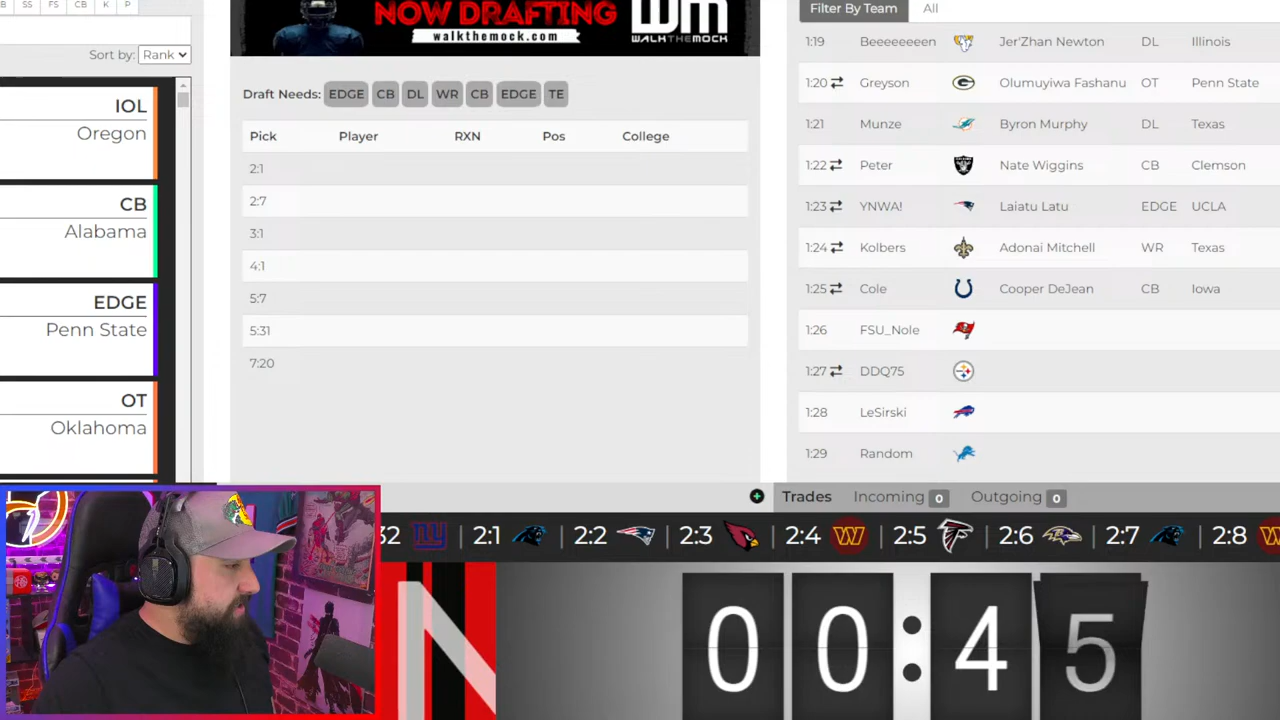 B SS FS CB K P
Sort by: Rank
IOL
Oregon
CB
Alabama
EDGE
Penn State
OT
Oklahoma
NOW DRAFTING
walkthemock.com
WM
WALKTHEMOCK
Draft Needs: EDGE CB DL WR CB EDGE TE
Pick Player RXN Pos College
2:1
2:7
3:1
4:1
5:7
5:31
7:20
Filter By Team All
1:19 Beeeeeeeen Jer'Zhan Newton DL Illinois
1:20 Greyson Olumuyiwa Fashanu OT Penn State
1:21 Munze Byron Murphy DL Texas
1:22 Peter Nate Wiggins CB Clemson
1:23 YNWA! Laiatu Latu EDGE UCLA
1:24 Kolbers Adonai Mitchell WR Texas
1:25 Cole Cooper DeJean CB Iowa
1:26 FSU_Nole
1:27 DDQ75
1:28 LeSirski
1:29 Random
Trades Incoming 0 Outgoing 0
32 2:1 2:2 2:3 2:4 2:5 2:6 2:7 2:8
N
00:45